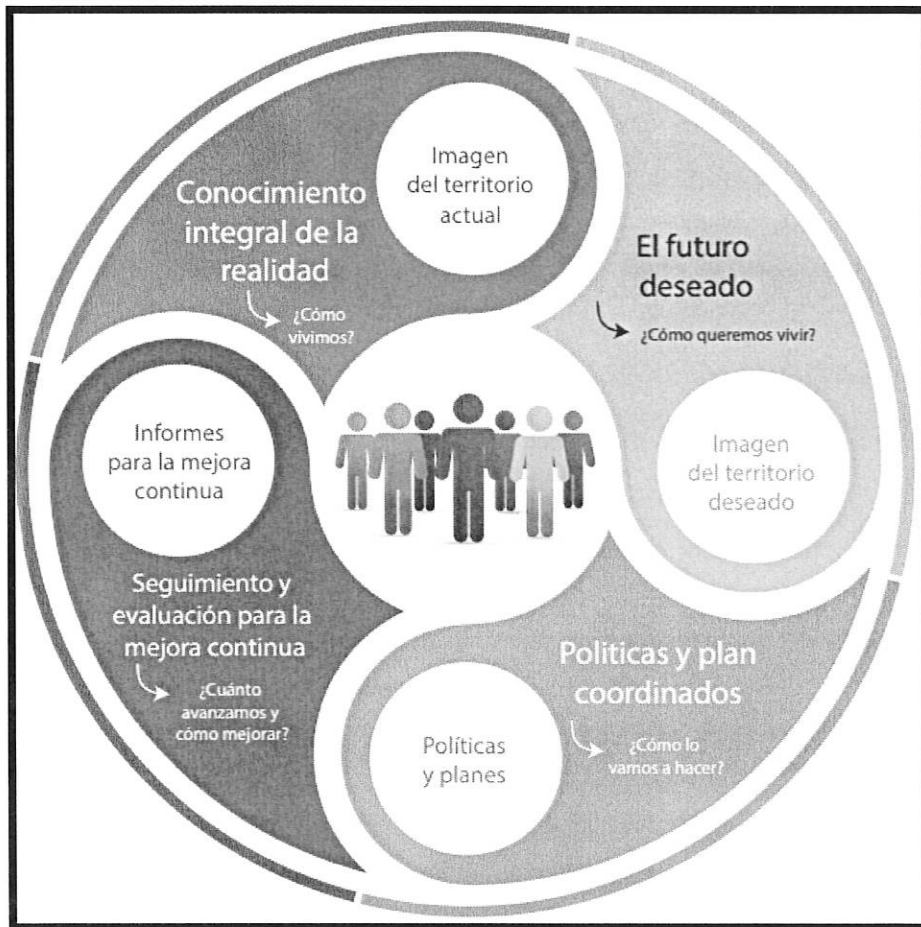 Imagen
del territorio
actual
Conocimiento
integral de la
realidad
¿Cómo
vivimos?
El futuro
deseado
¿Cómo queremos vivir?
Imagen
del territorio
deseado
Politicas y plan
coordinados
¿Cómo lo
vamos a hacer?
Políticas
y planes
Informes
para la mejora
continua
Seguimiento y
evaluación para la
mejora continua
¿Cuánto
avanzamos y
cómo mejorar?